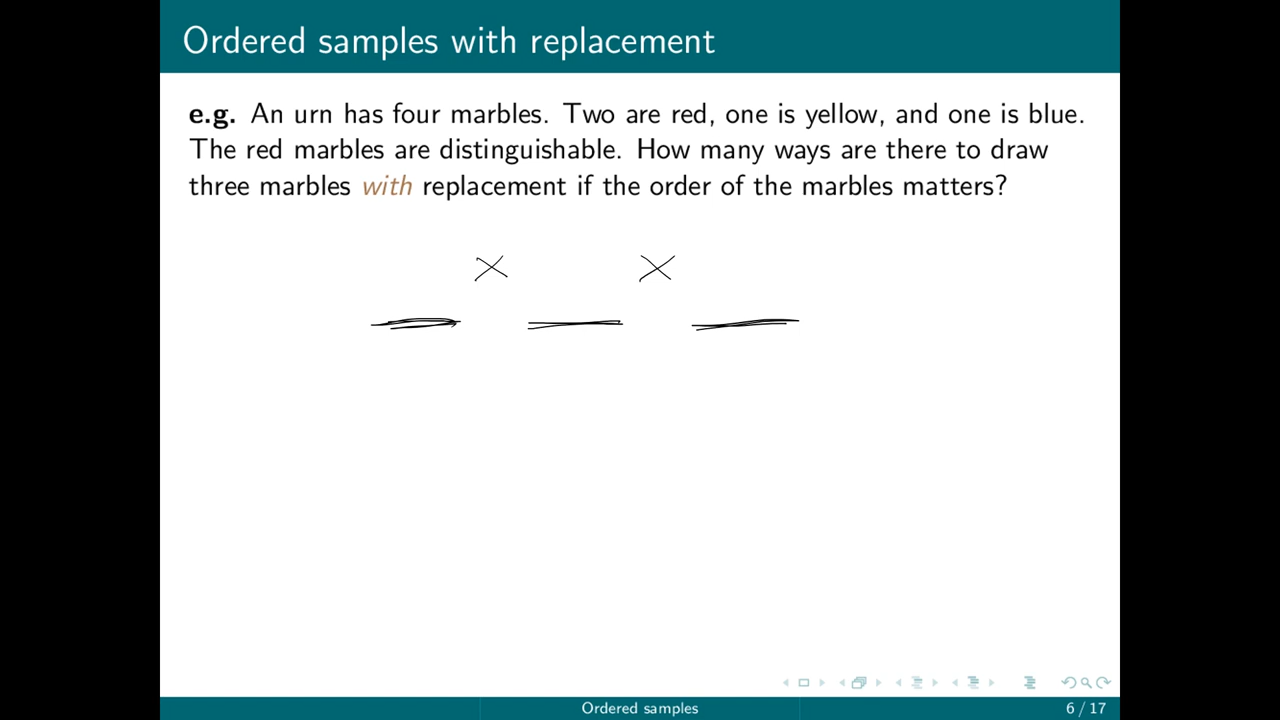 Ordered samples with replacement
e.g. An urn has four marbles. Two are red, one is yellow, and one is blue.
The red marbles are distinguishable. How many ways are there to draw
three marbles with replacement if the order of the marbles matters?
× ×
Ordered samples 6 / 17